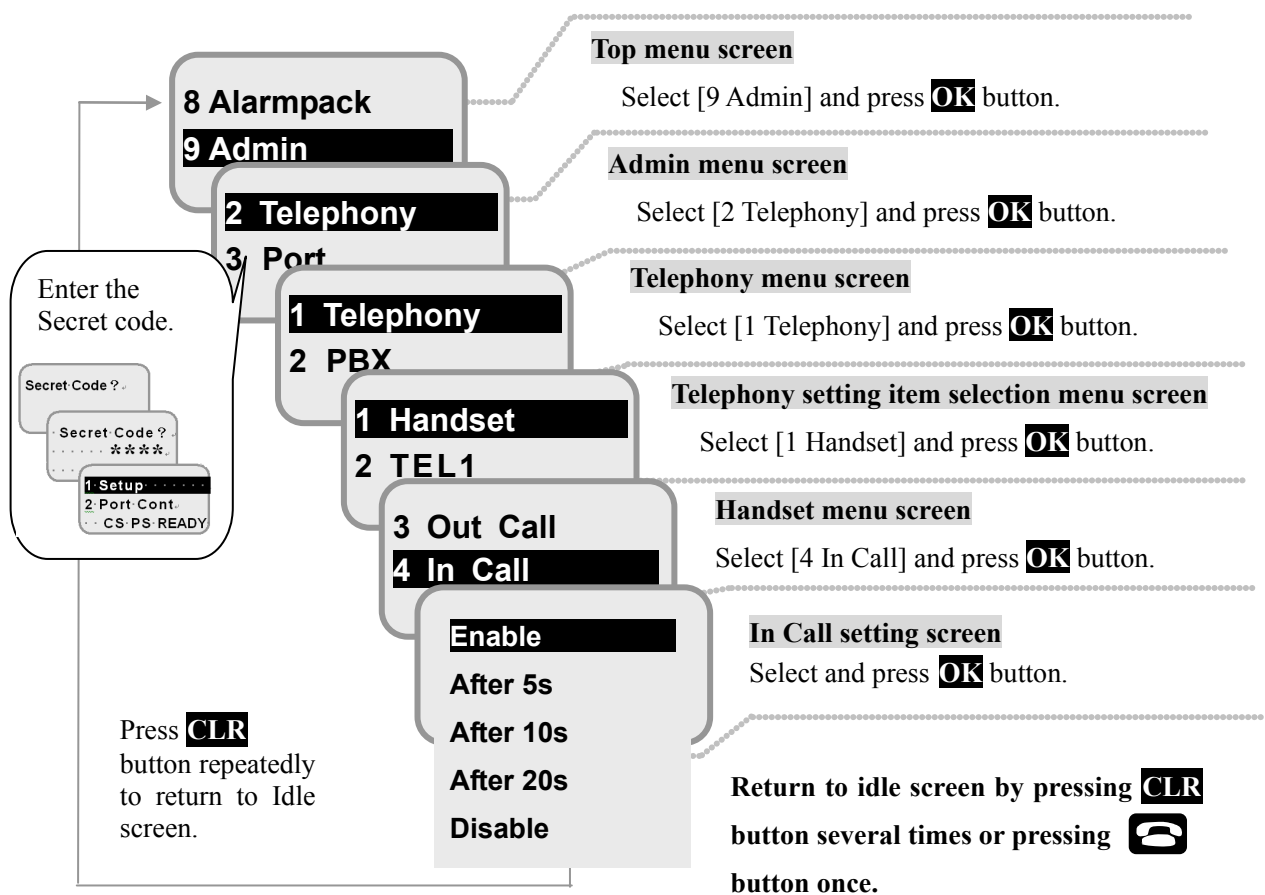 Top menu screen
Select [9 Admin] and press OK button.
8 Alarmpack
9 Admin
Admin menu screen
Select [2 Telephony] and press OK button.
2 Telephony
3 Port
Telephony menu screen
Select [1 Telephony] and press OK button.
1 Telephony
2 PBX
Enter the
Secret code.
Secret Code ?
Secret Code ?
****
1 Setup
2 Port Cont
CS PS READY
Telephony setting item selection menu screen
Select [1 Handset] and press OK button.
1 Handset
2 TEL1
Handset menu screen
Select [4 In Call] and press OK button.
3 Out Call
4 In Call
In Call setting screen
Select and press OK button.
Enable
After 5s
After 10s
After 20s
Disable
Press CLR
button repeatedly
to return to Idle
screen.
Return to idle screen by pressing CLR
button several times or pressing
button once.